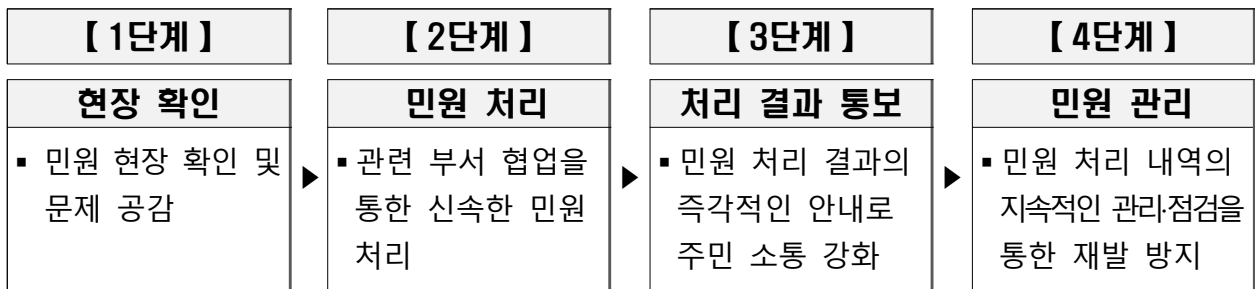 【 1단계 】
현장 확인
▪ 민원 현장 확인 및
문제 공감
▶
【 2단계 】
민원 처리
▪ 관련 부서 협업을
통한 신속한 민원
처리
▶
【 3단계 】
처리 결과 통보
▪ 민원 처리 결과의
즉각적인 안내로
주민 소통 강화
▶
【 4단계 】
민원 관리
▪ 민원 처리 내역의
지속적인 관리·점검을
통한 재발 방지